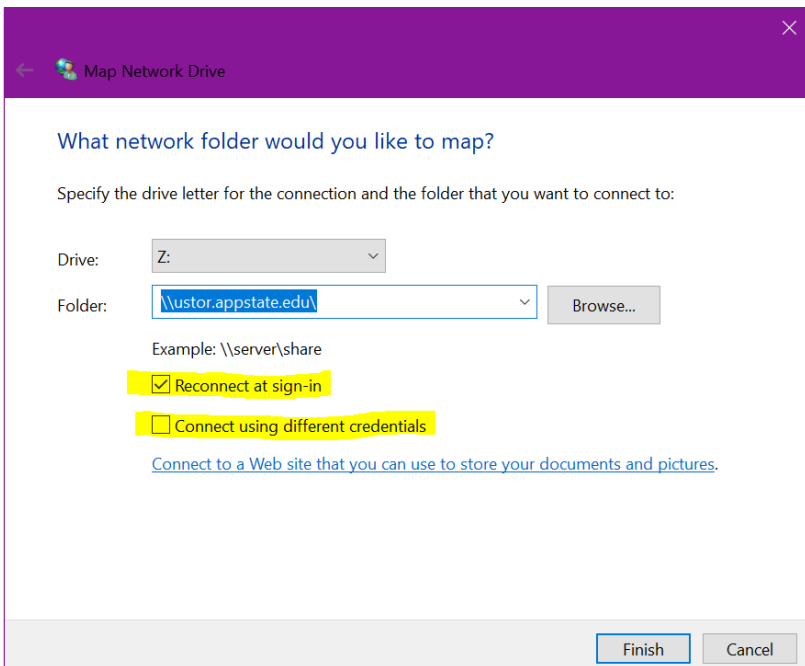 Map Network Drive
What network folder would you like to map?
Specify the drive letter for the connection and the folder that you want to connect to:
Drive: Z:
Folder: \\ustor.appstate.edu\ Browse...
Example: \\server\share
Reconnect at sign-in
Connect using different credentials
Connect to a Web site that you can use to store your documents and pictures.
Finish Cancel